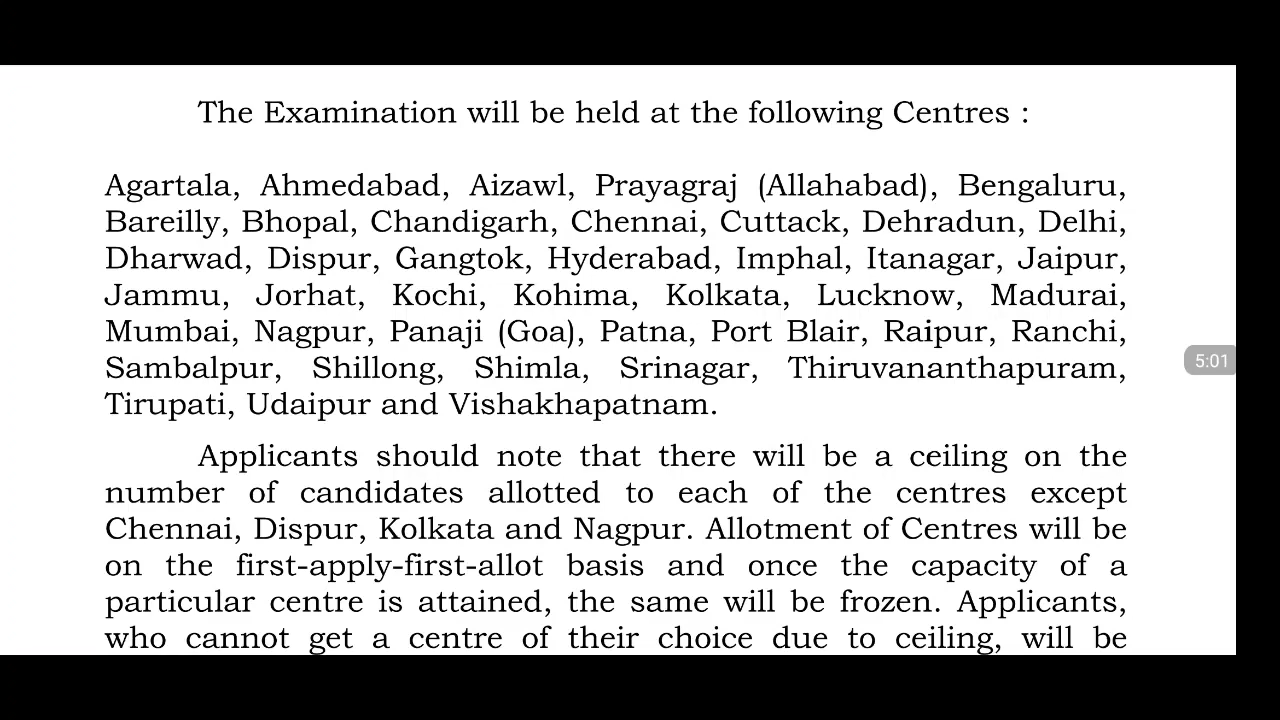 The Examination will be held at the following Centres :
Agartala, Ahmedabad, Aizawl, Prayagraj (Allahabad), Bengaluru,
Bareilly, Bhopal, Chandigarh, Chennai, Cuttack, Dehradun, Delhi,
Dharwad, Dispur, Gangtok, Hyderabad, Imphal, Itanagar, Jaipur,
Jammu, Jorhat, Kochi, Kohima, Kolkata, Lucknow, Madurai,
Mumbai, Nagpur, Panaji (Goa), Patna, Port Blair, Raipur, Ranchi,
Sambalpur, Shillong, Shimla, Srinagar, Thiruvananthapuram,
5:01
Tirupati, Udaipur and Vishakhapatnam.
Applicants should note that there will be a ceiling on the
number of candidates allotted to each of the centres except
Chennai, Dispur, Kolkata and Nagpur. Allotment of Centres will be
on the first-apply-first-allot basis and once the capacity of a
particular centre is attained, the same will be frozen. Applicants,
who cannot get a centre of their choice due to ceiling, will be